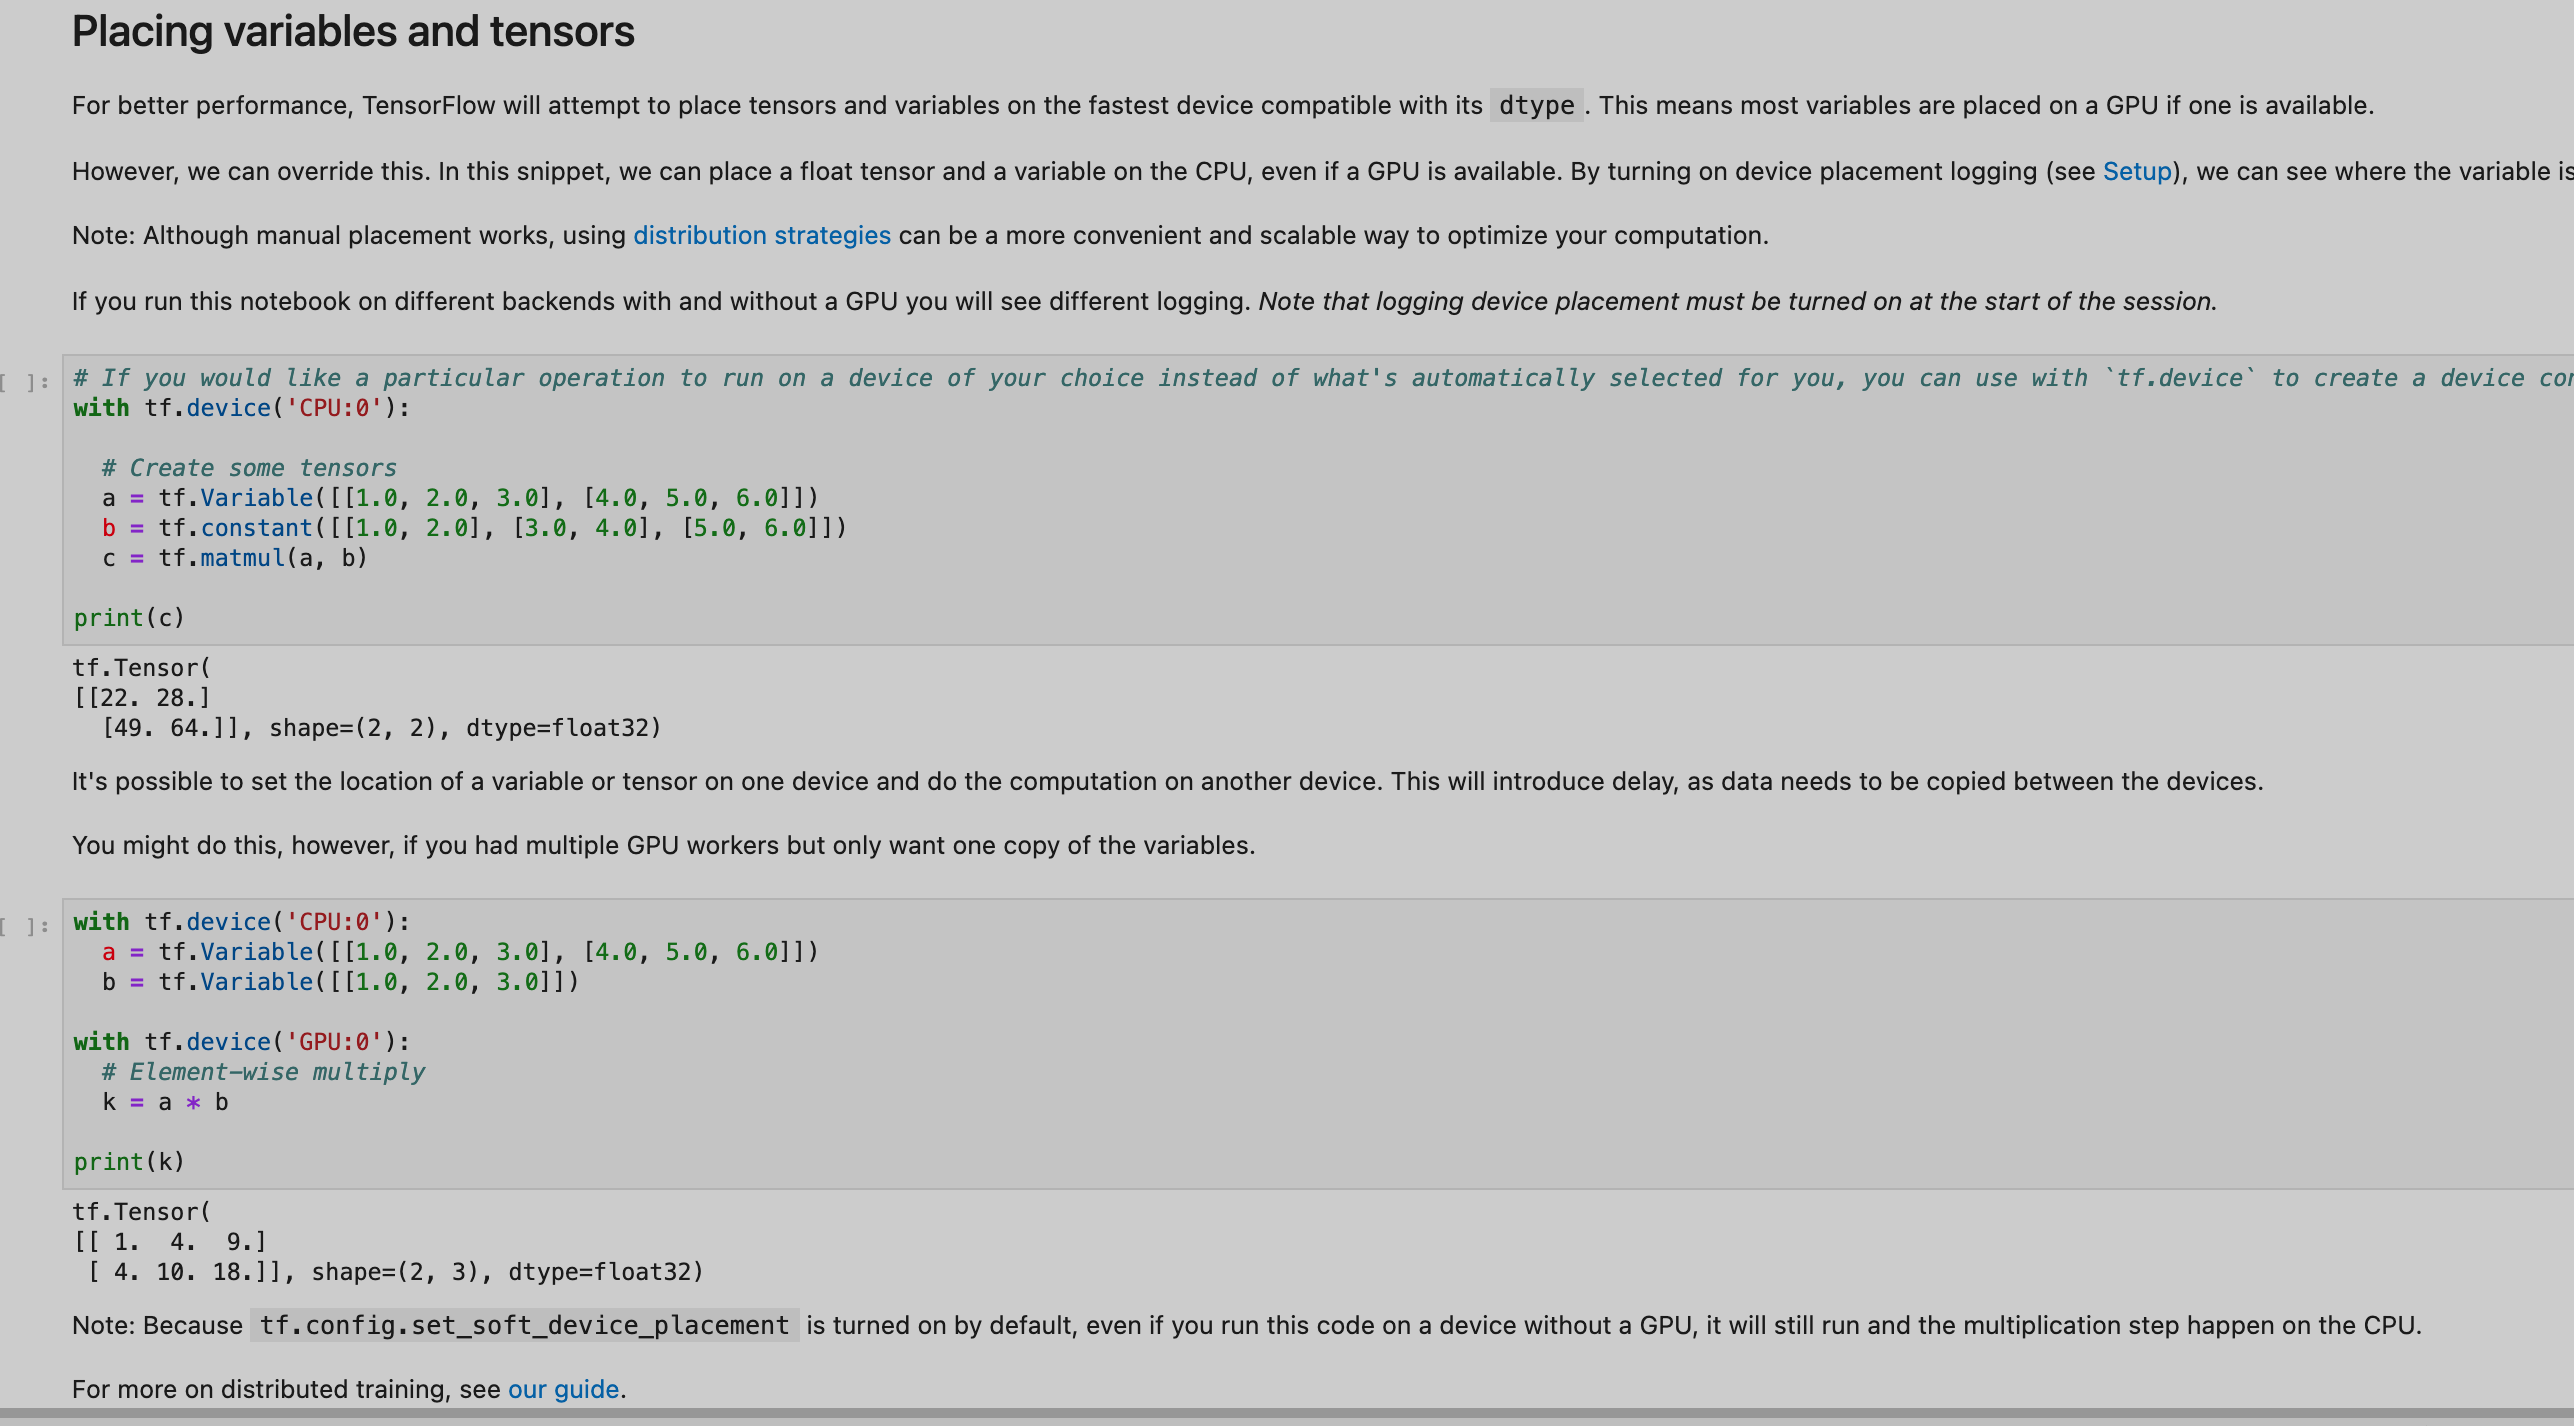 Placing variables and tensors
For better performance, TensorFlow will attempt to place tensors and variables on the fastest device compatible with its dtype . This means most variables are placed on a GPU if one is available.
However, we can override this. In this snippet, we can place a float tensor and a variable on the CPU, even if a GPU is available. By turning on device placement logging (see Setup), we can see where the variable is
Note: Although manual placement works, using distribution strategies can be a more convenient and scalable way to optimize your computation.
If you run this notebook on different backends with and without a GPU you will see different logging. Note that logging device placement must be turned on at the start of the session.
[ ]: # If you would like a particular operation to run on a device of your choice instead of what's automatically selected for you, you can use with `tf.device` to create a device con
with tf.device('CPU:0'):
# Create some tensors
a = tf.Variable([[1.0, 2.0, 3.0], [4.0, 5.0, 6.0]])
b = tf.constant([[1.0, 2.0], [3.0, 4.0], [5.0, 6.0]])
c = tf.matmul(a, b)
print(c)
tf.Tensor(
[[22. 28.]
[49. 64.]], shape=(2, 2), dtype=float32)
It's possible to set the location of a variable or tensor on one device and do the computation on another device. This will introduce delay, as data needs to be copied between the devices.
You might do this, however, if you had multiple GPU workers but only want one copy of the variables.
[ ]: with tf.device('CPU:0'):
a = tf.Variable([[1.0, 2.0, 3.0], [4.0, 5.0, 6.0]])
b = tf.Variable([[1.0, 2.0, 3.0]])
with tf.device('GPU:0'):
# Element-wise multiply
k = a * b
print(k)
tf.Tensor(
[[ 1.  4.  9.]
[ 4. 10. 18.]], shape=(2, 3), dtype=float32)
Note: Because tf.config.set_soft_device_placement is turned on by default, even if you run this code on a device without a GPU, it will still run and the multiplication step happen on the CPU.
For more on distributed training, see our guide.